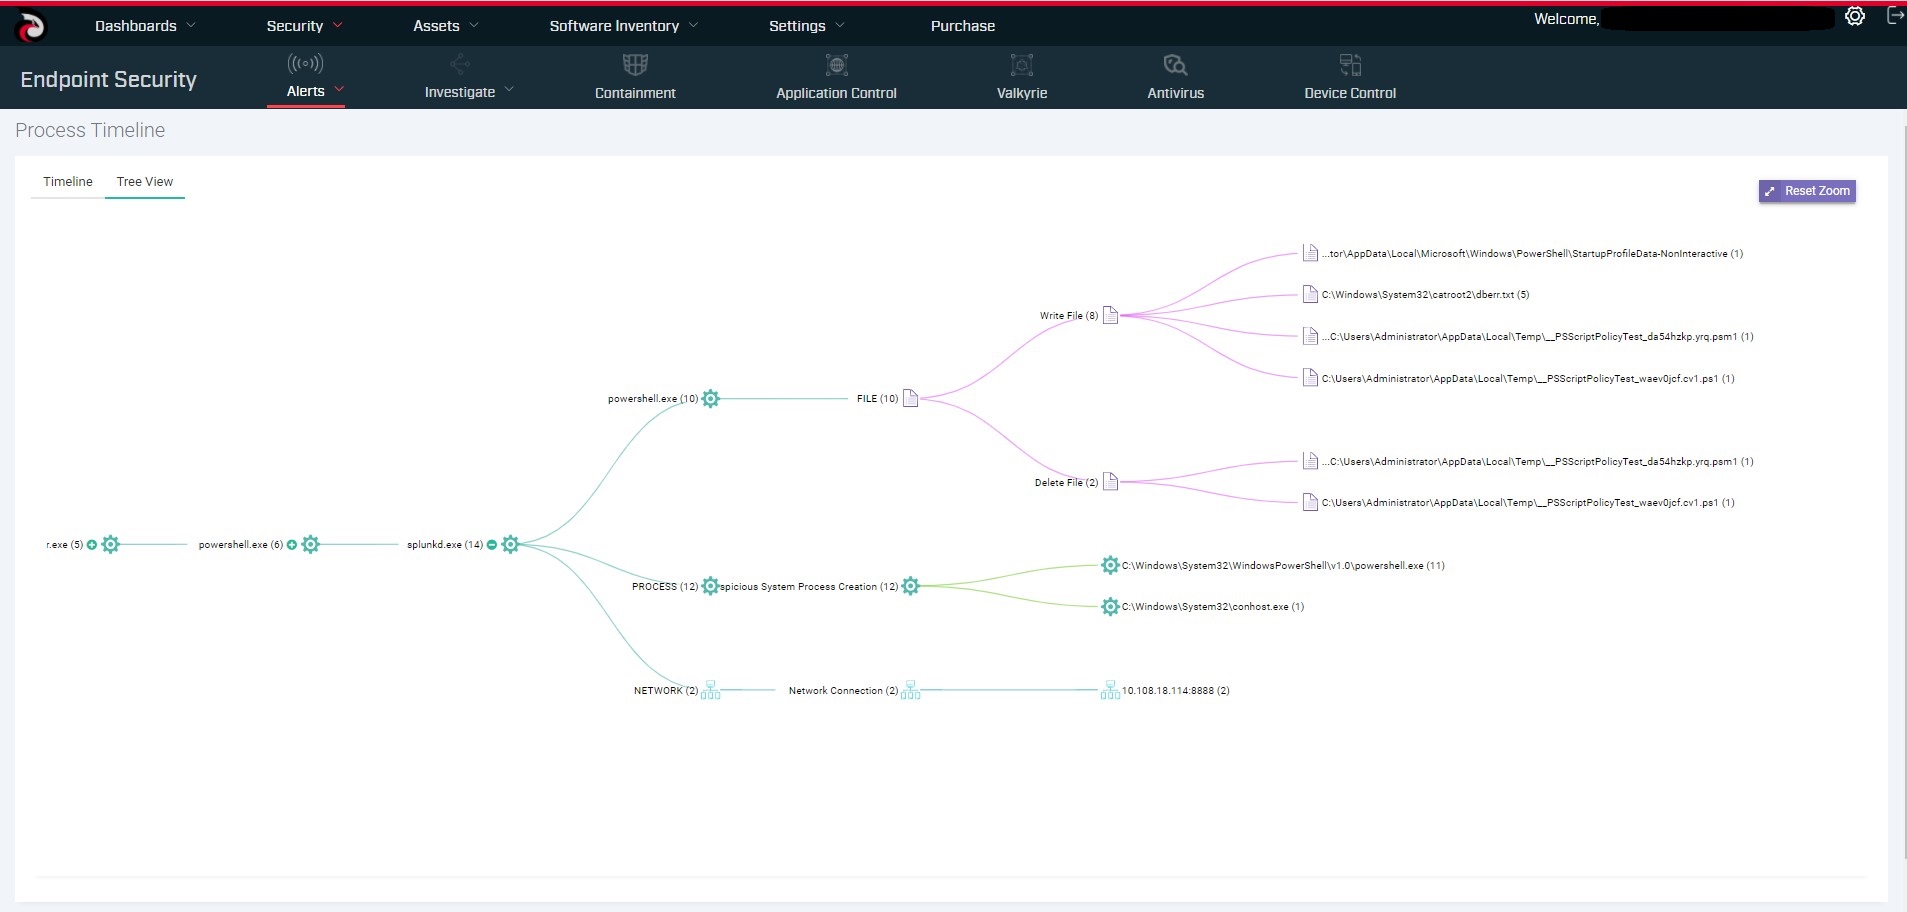 Dashboards Security Assets Software Inventory Settings Purchase Welcome,
Endpoint Security Alerts Investigate Containment Application Control Valkyrie Antivirus Device Control
Process Timeline
Timeline Tree View
Reset Zoom
...tor\AppData\Local\Microsoft\Windows\PowerShell\StartupProfileData-NonInteractive (1)
C:\Windows\System32\catroot2\dberr.txt (5)
Write File (8)
...C:\Users\Administrator\AppData\Local\Temp\__PSScriptPolicyTest_da54hzkp.yrq.psm1 (1)
C:\Users\Administrator\AppData\Local\Temp\__PSScriptPolicyTest_waev0jcf.cv1.ps1 (1)
powershell.exe (10) FILE (10)
...C:\Users\Administrator\AppData\Local\Temp\__PSScriptPolicyTest_da54hzkp.yrq.psm1 (1)
Delete File (2)
C:\Users\Administrator\AppData\Local\Temp\__PSScriptPolicyTest_waev0jcf.cv1.ps1 (1)
r.exe (5) powershell.exe (6) splunkd.exe (14)
C:\Windows\System32\WindowsPowerShell\v1.0\powershell.exe (11)
PROCESS (12) spicious System Process Creation (12)
C:\Windows\System32\conhost.exe (1)
NETWORK (2) Network Connection (2) 10.108.18.114:8888 (2)